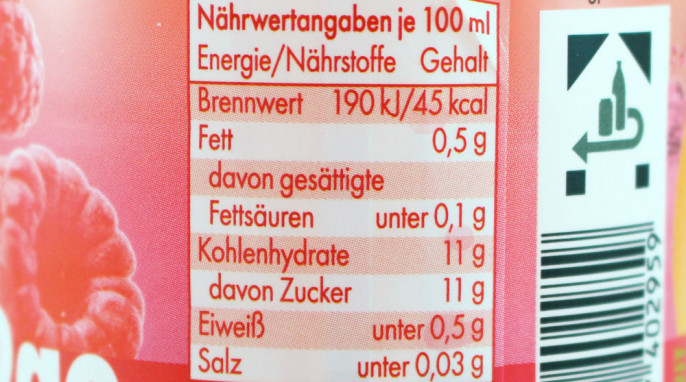 Nährwertangaben je 100 ml
Energie/Nährstoffe Gehalt
Brennwert 190 kJ/45 kcal
Fett 0,5 g
davon gesättigte
Fettsäuren unter 0,1 g
Kohlenhydrate 11 g
davon Zucker 11 g
Eiweiß unter 0,5 g
Salz unter 0,03 g
402959